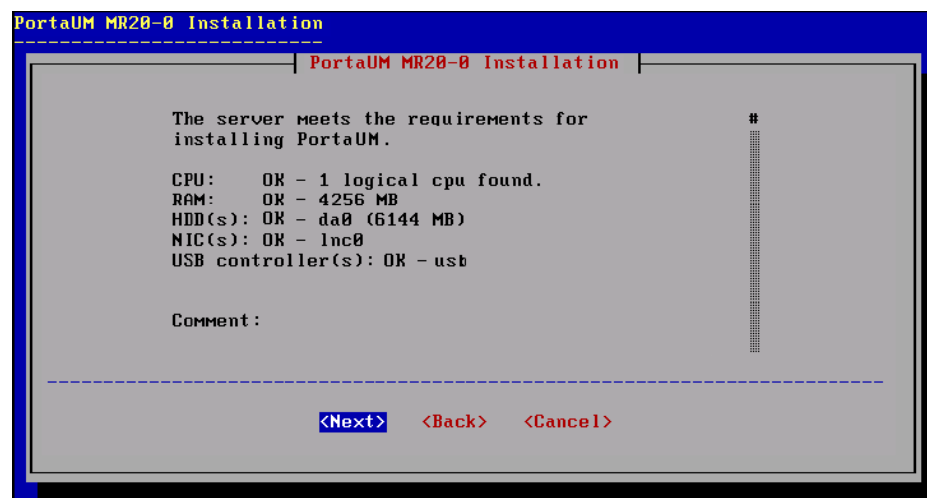 PortaUM MR20-0 Installation
PortaUM MR20-0 Installation
The server meets the requirements for
installing PortaUM.
#
CPU: OK - 1 logical cpu found.
RAM: OK - 4256 MB
HDD(s): OK - da0 (6144 MB)
NIC(s): OK - lnc0
USB controller(s): OK - usb
Comment:
<Next> <Back> <Cancel>